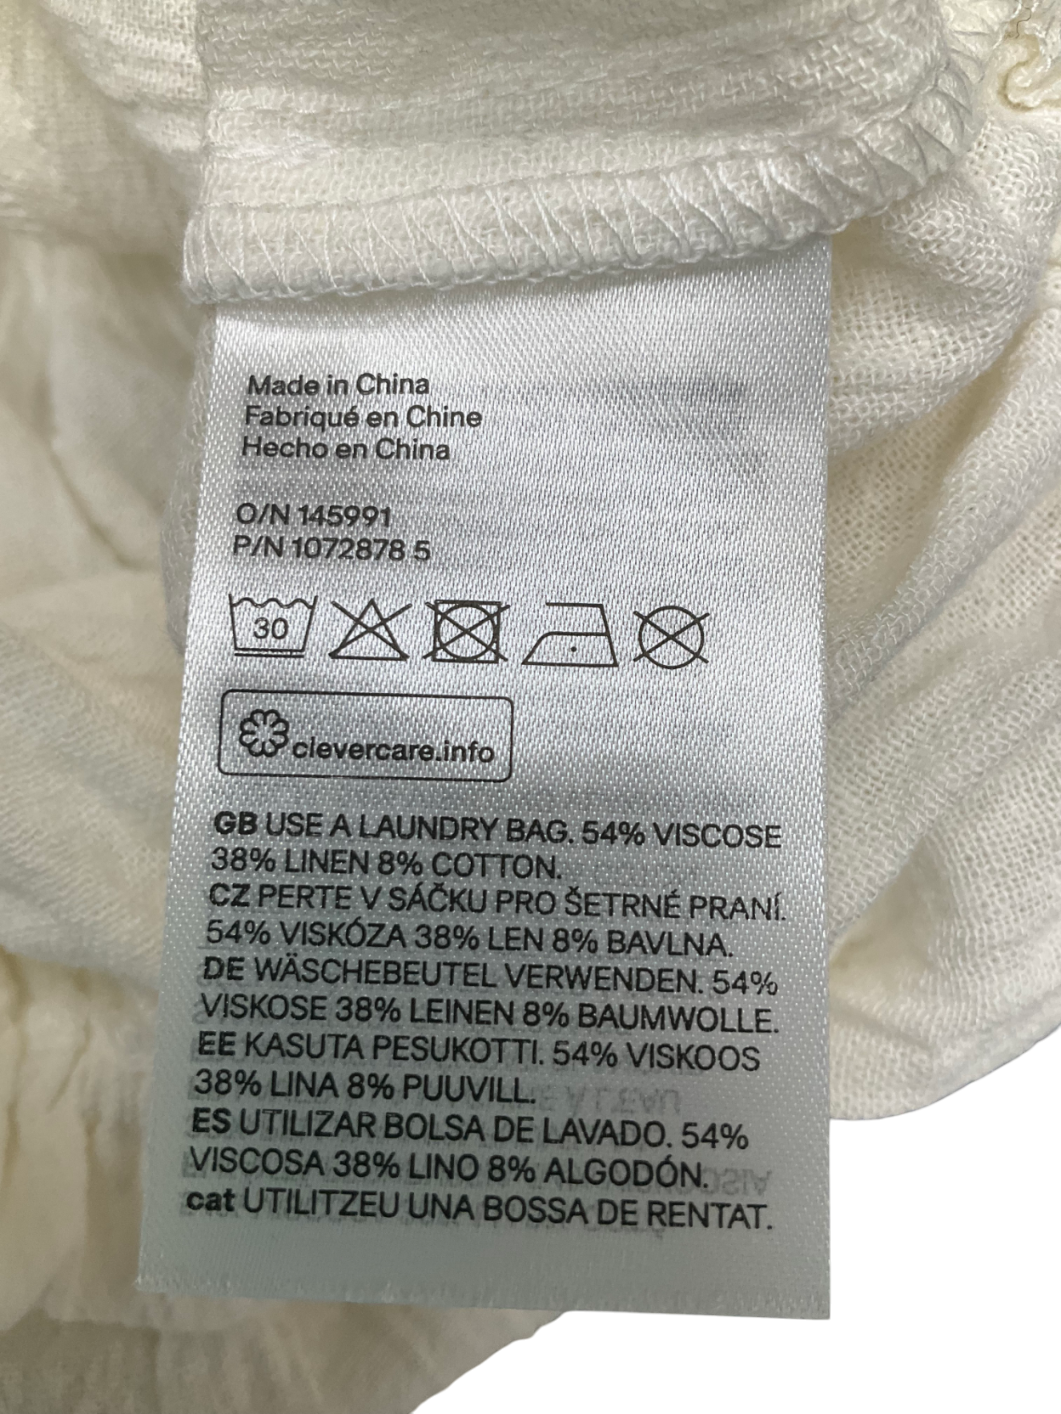 Made in China
Fabriqué en Chine
Hecho en China
O/N 145991
P/N 1072878 5
30
clevercare.info
GB USE A LAUNDRY BAG. 54% VISCOSE
38% LINEN 8% COTTON.
CZ PERTE V SÁČKU PRO ŠETRNÉ PRANÍ.
54% VISKÓZA 38% LEN 8% BAVLNA.
DE WÄSCHEBEUTEL VERWENDEN. 54%
VISKOSE 38% LEINEN 8% BAUMWOLLE.
EE KASUTA PESUKOTTI. 54% VISKOOS
38% LINA 8% PUUVILL.
ES UTILIZAR BOLSA DE LAVADO. 54%
VISCOSA 38% LINO 8% ALGODÓN.
cat UTILITZEU UNA BOSSA DE RENTAT.